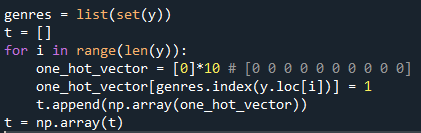 genres = list(set(y))
t = []
for i in range(len(y)):
    one_hot_vector = [0]*10 # [0 0 0 0 0 0 0 0 0 0]
    one_hot_vector[genres.index(y.loc[i])] = 1
    t.append(np.array(one_hot_vector))
t = np.array(t)